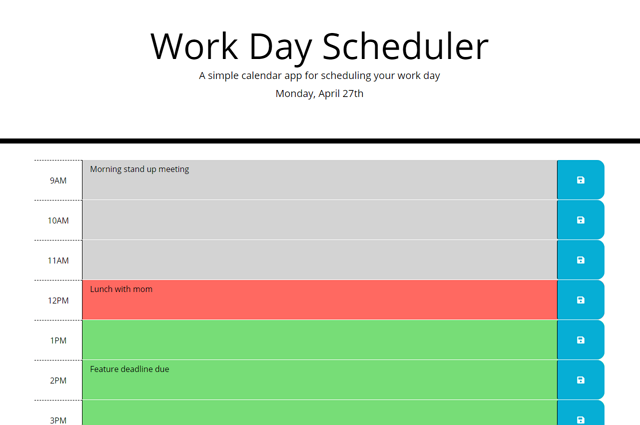 Work Day Scheduler
A simple calendar app for scheduling your work day
Monday, April 27th
9AM Morning stand up meeting
10AM
11AM
12PM Lunch with mom
1PM
2PM Feature deadline due
3PM